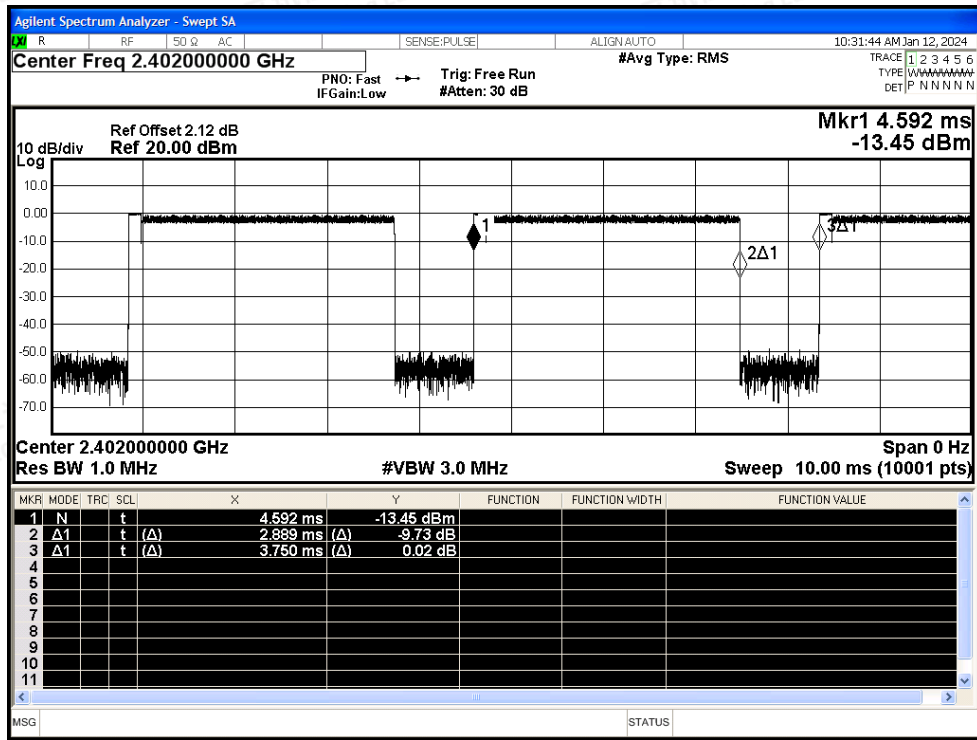 Agilent Spectrum Analyzer - Swept SA
LXI R RF 50 Ω AC SENSE:PULSE ALIGN AUTO 10:31:44 AM Jan 12, 2024
Center Freq 2.402000000 GHz #Avg Type: RMS TRACE 1 2 3 4 5 6
PNO: Fast Trig: Free Run TYPE WWWWWW
IFGain:Low #Atten: 30 dB DET P N N N N N
Mkr1 4.592 ms
Ref Offset 2.12 dB
10 dB/div Ref 20.00 dBm -13.45 dBm
Log
10.0
0.00
1 3Δ1
-10.0
2Δ1
-20.0
-30.0
-40.0
-50.0
-60.0
-70.0
Center 2.402000000 GHz Span 0 Hz
Res BW 1.0 MHz #VBW 3.0 MHz Sweep 10.00 ms (10001 pts)
MKR MODE TRC SCL X Y FUNCTION FUNCTION WIDTH FUNCTION VALUE
1 N t 4.592 ms -13.45 dBm
2 Δ1 t (Δ) 2.889 ms (Δ) -9.73 dB
3 Δ1 t (Δ) 3.750 ms (Δ) 0.02 dB
4
5
6
7
8
9
10
11
MSG STATUS